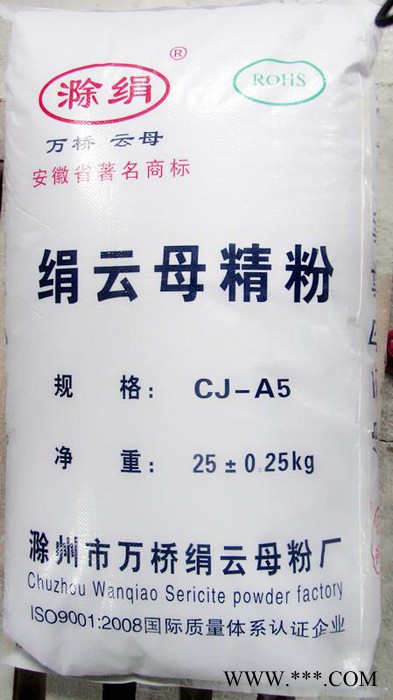 滁绢 ®
ROHS
万桥 云母
安徽省著名商标
绢云母精粉
规 格: CJ-A5
净 重: 25±0.25kg
滁州市万桥绢云母粉厂
Chuzhou Wanqiao Sericite powder factory
ISO9001:2008国际质量体系认证企业
WWW.***.COM